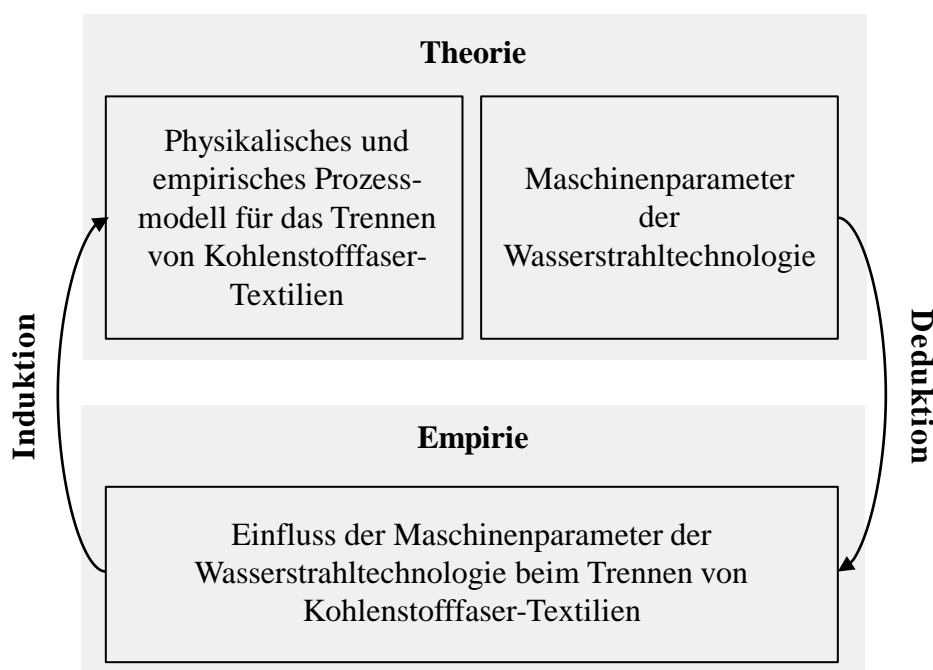 Theorie
Physikalisches und
empirisches Prozess-
modell für das Trennen
von Kohlenstofffaser-
Textilien
Maschinenparameter
der
Wasserstrahltechnologie
Induktion
Deduktion
Empirie
Einfluss der Maschinenparameter der
Wasserstrahltechnologie beim Trennen von
Kohlenstofffaser-Textilien